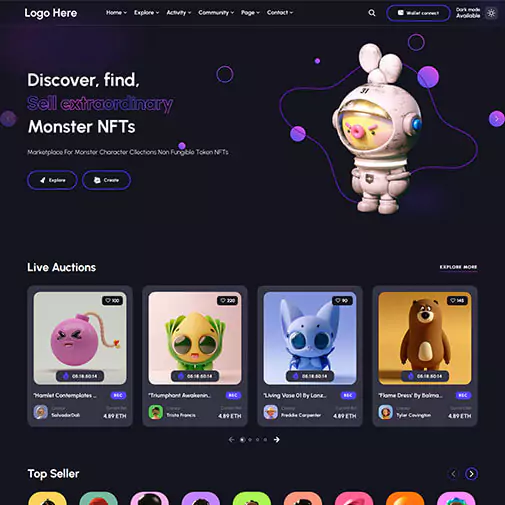 Logo Here
Home
Explore
Activity
Community
Page
Contact
Wallet connect
Dark mode
Available
31
Discover, find,
Sell extraordinary
Monster NFTs
Marketplace For Monster Character Cllections Non Fungible Token NFTs
Explore
Create
Live Auctions
EXPLORE MORE
100
220
90
145
05:18:50:14
05:18:50:14
05:18:50:14
05:18:50:14
"Hamlet Contemplates ...
"Triumphant Awakenin...
"Living Vase 01 By Lanz...
"Flame Dress' By Balma...
SalvadorDali
4.89 ETH
Trista Francis
4.89 ETH
Freddie Carpenter
4.89 ETH
Tyler Covington
4.89 ETH
Top Seller